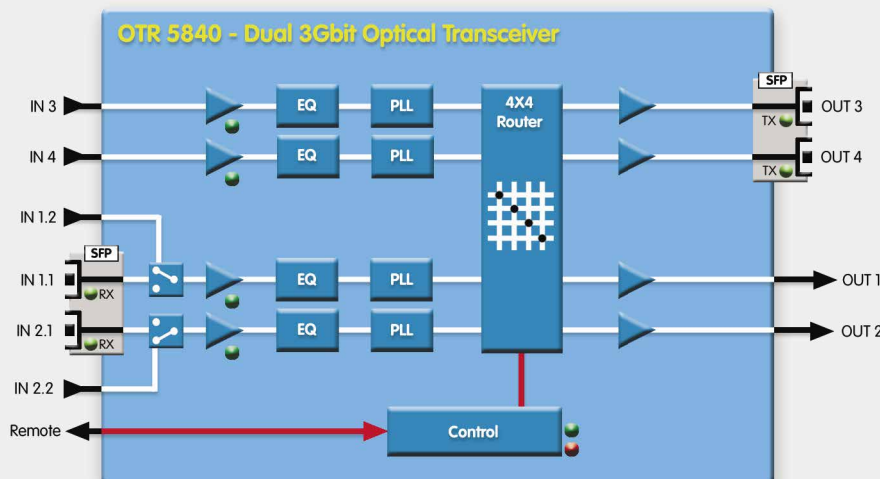 OTR 5840 - Dual 3Gbit Optical Transceiver
SFP
IN 3
EQ
PLL
4X4
Router
OUT 3
TX
IN 4
EQ
PLL
OUT 4
TX
IN 1.2
SFP
IN 1.1
EQ
PLL
OUT 1
RX
IN 2.1
EQ
PLL
OUT 2
RX
IN 2.2
Remote
Control